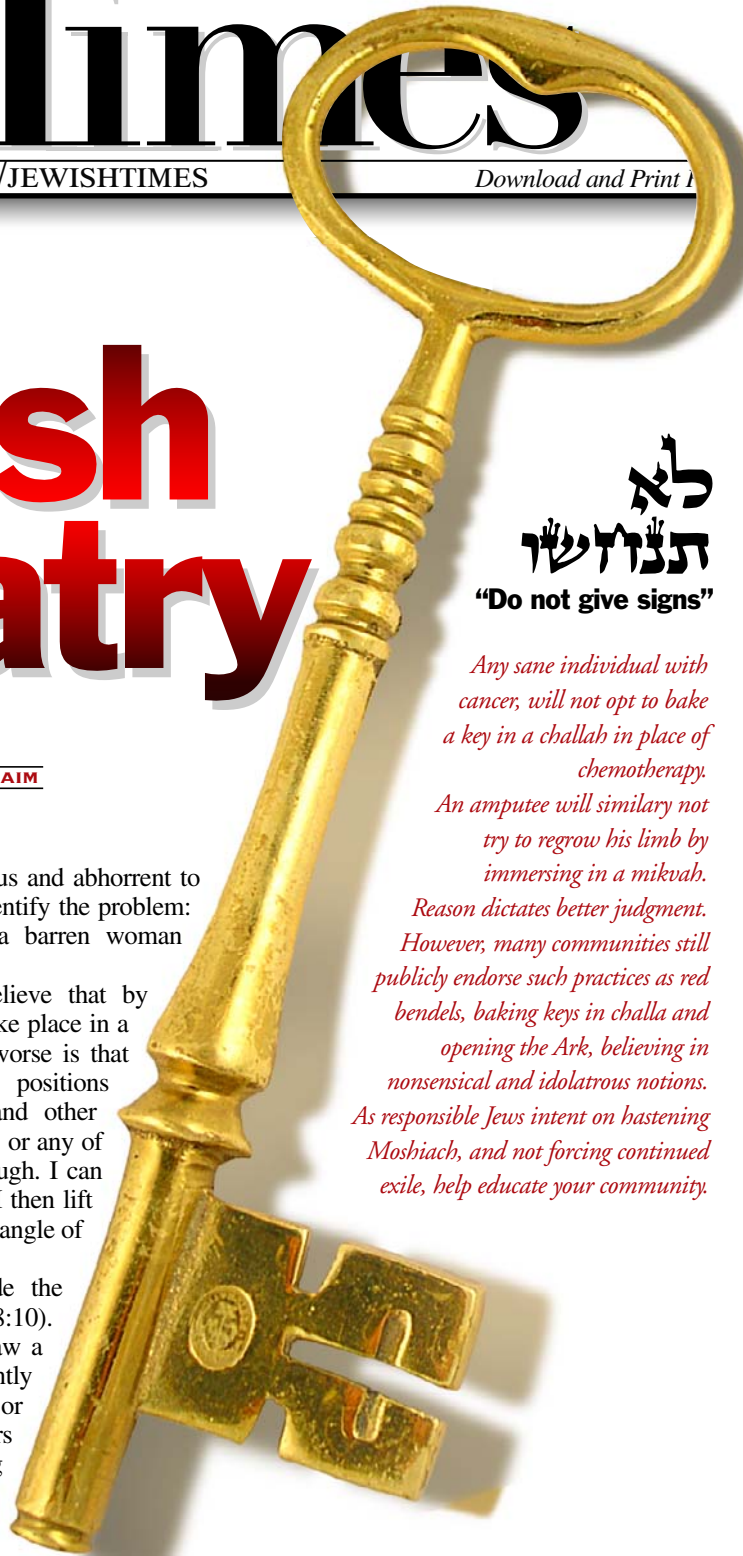 Times
/JEWISHTIMES Download and Print
sh
atry
AIM
us and abhorrent to
entify the problem:
a barren woman
elieve that by
ke place in a
worse is that
positions
and other
or any of
ugh. I can
I then lift
angle of
de the
8:10).
aw a
ntly
or
rs
g
לא
תנחשו
“Do not give signs”
Any sane individual with
cancer, will not opt to bake
a key in a challah in place of
chemotherapy.
An amputee will similary not
try to regrow his limb by
immersing in a mikvah.
Reason dictates better judgment.
However, many communities still
publicly endorse such practices as red
bendels, baking keys in challa and
opening the Ark, believing in
nonsensical and idolatrous notions.
As responsible Jews intent on hastening
Moshiach, and not forcing continued
exile, help educate your community.